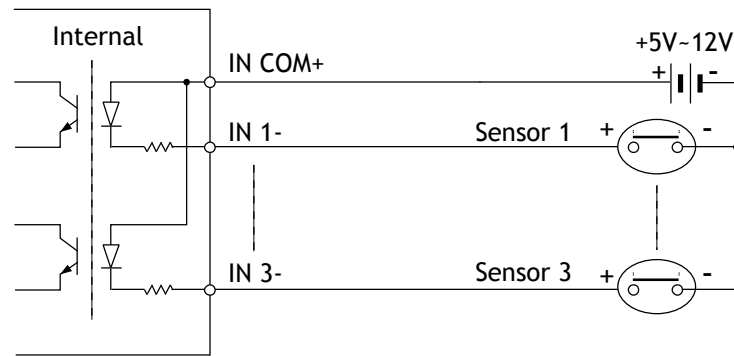 Internal
IN COM+
+5V~12V
+ -
IN 1-
Sensor 1
+ -
IN 3-
Sensor 3
+ -